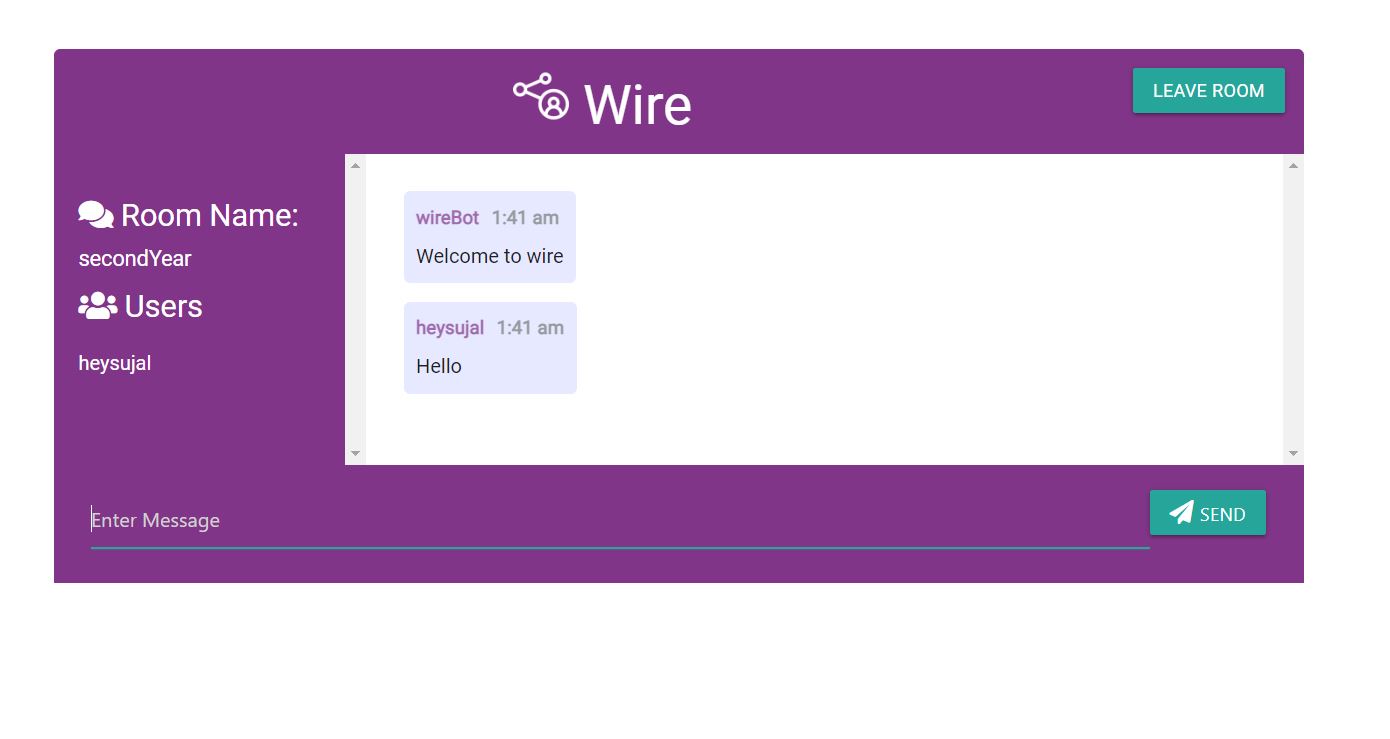 Wire
LEAVE ROOM
Room Name:
secondYear
Users
heysujal
wireBot 1:41 am
Welcome to wire
heysujal 1:41 am
Hello
Enter Message
SEND